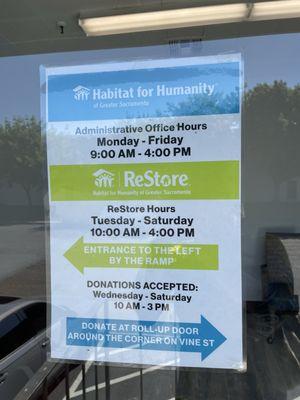 Habitat for Humanity
of Greater Sacramento
Administrative Office Hours
Monday - Friday
9:00 AM - 4:00 PM
ReStore
Habitat for Humanity
of Greater Sacramento
ReStore Hours
Tuesday - Saturday
10:00 AM - 4:00 PM
ENTRANCE TO THE LEFT
BY THE RAMP
DONATIONS ACCEPTED:
Wednesday - Saturday
10 AM - 3 PM
DONATE AT ROLL-UP DOOR
AROUND THE CORNER ON VINE ST